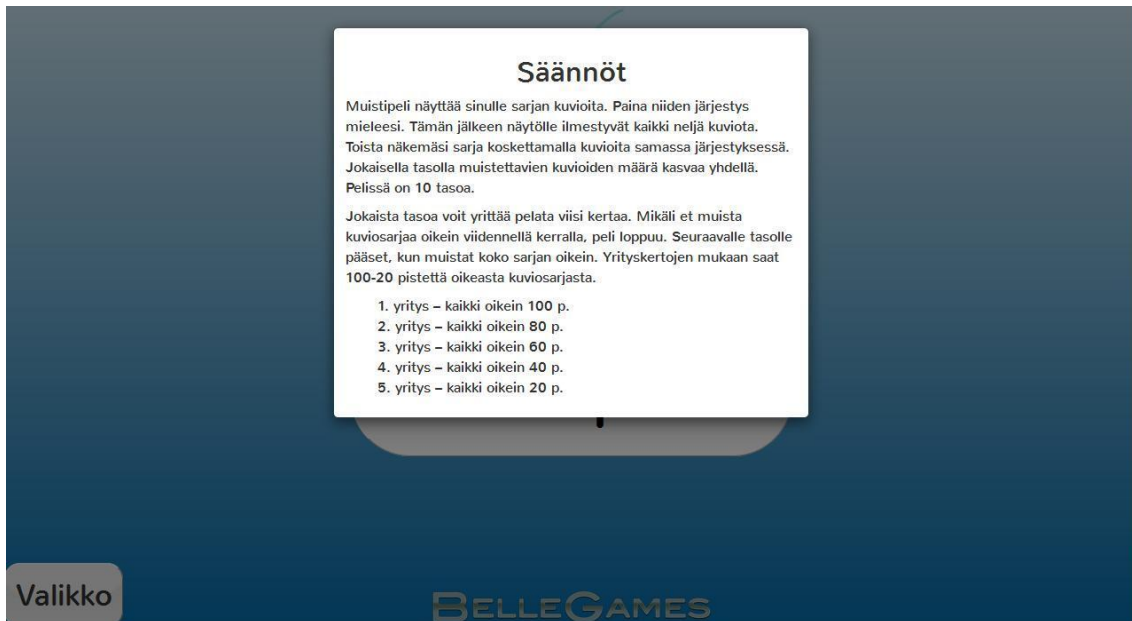 Säännöt
Muistipeli näyttää sinulle sarjan kuvioita. Paina niiden järjestys
mieleesi. Tämän jälkeen näytölle ilmestyvät kaikki neljä kuviota.
Toista näkemäsi sarja koskettamalla kuvioita samassa järjestyksessä.
Jokaisella tasolla muistettavien kuvioiden määrä kasvaa yhdellä.
Pelissä on 10 tasoa.
Jokaista tasoa voit yrittää pelata viisi kertaa. Mikäli et muista
kuviosarjaa oikein viidennellä kerralla, peli loppuu. Seuraavalle tasolle
pääset, kun muistat koko sarjan oikein. Yrityskertojen mukaan saat
100-20 pistettä oikeasta kuviosarjasta.
1. yritys – kaikki oikein 100 p.
2. yritys – kaikki oikein 80 p.
3. yritys – kaikki oikein 60 p.
4. yritys – kaikki oikein 40 p.
5. yritys – kaikki oikein 20 p.
Valikko
BELLEGAMES